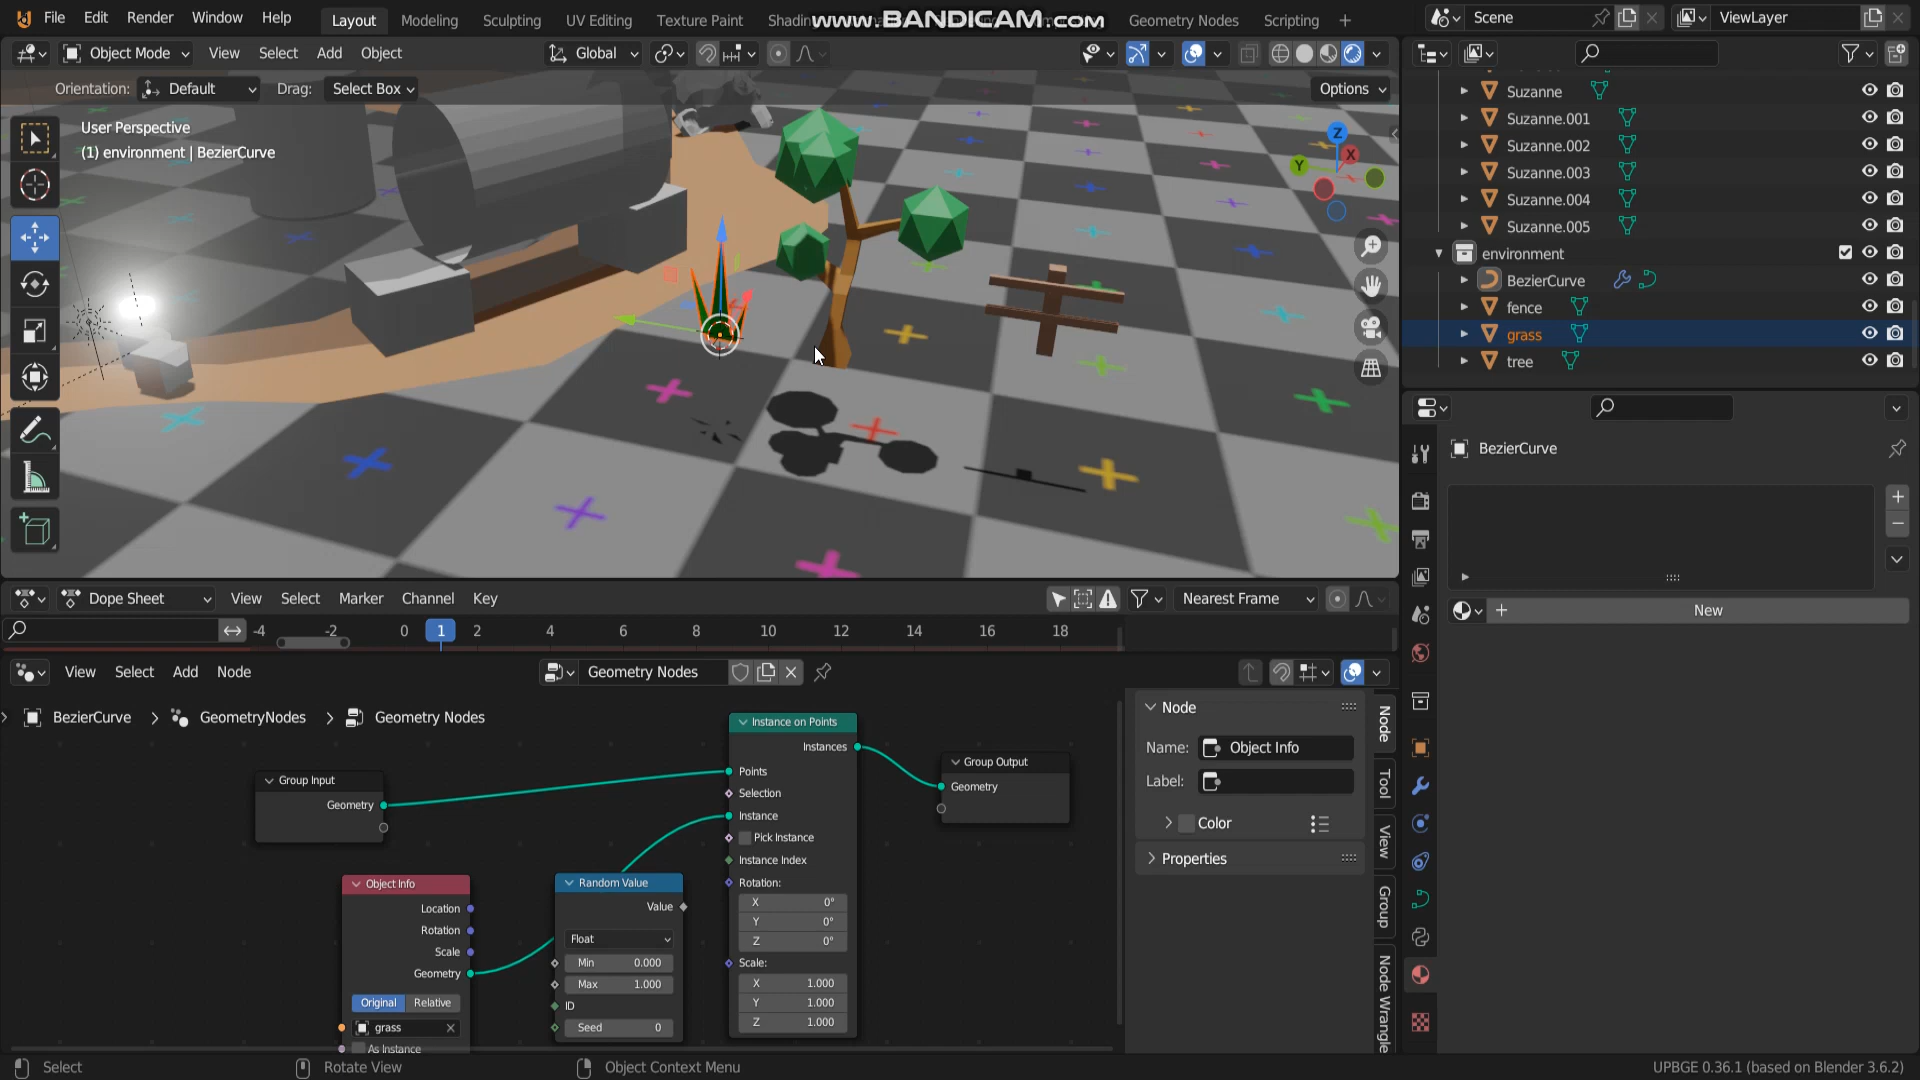 File Edit Render Window Help Layout Modeling Sculpting UV Editing Texture Paint Shadin www.BANDICAM.com Geometry Nodes Scripting + Scene ViewLayer
Object Mode View Select Add Object Global
Orientation: Default Drag: Select Box Options
User Perspective
(1) environment | BezierCurve
Z
X
Y
Suzanne
Suzanne.001
Suzanne.002
Suzanne.003
Suzanne.004
Suzanne.005
environment
BezierCurve
fence
grass
tree
BezierCurve
New
Dope Sheet View Select Marker Channel Key Nearest Frame
-4 -2 0 1 2 4 6 8 10 12 14 16 18
View Select Add Node Geometry Nodes
BezierCurve > GeometryNodes > Geometry Nodes
Group Input
Geometry
Object Info
Location
Rotation
Scale
Geometry
Original Relative
grass
As Instance
Random Value
Value
Float
Min 0.000
Max 1.000
ID
Seed 0
Instance on Points
Instances
Points
Selection
Instance
Pick Instance
Instance Index
Rotation:
X 0°
Y 0°
Z 0°
Scale:
X 1.000
Y 1.000
Z 1.000
Group Output
Geometry
Node
Name: Object Info
Label:
Color
Properties
Node
Tool
View
Group
Node Wrangle
Select Rotate View Object Context Menu UPBGE 0.36.1 (based on Blender 3.6.2)